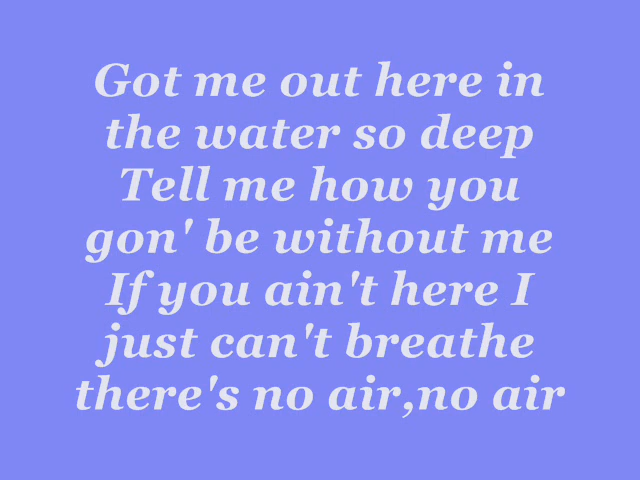 Got me out here in
the water so deep
Tell me how you
gon' be without me
If you ain't here I
just can't breathe
there's no air,no air